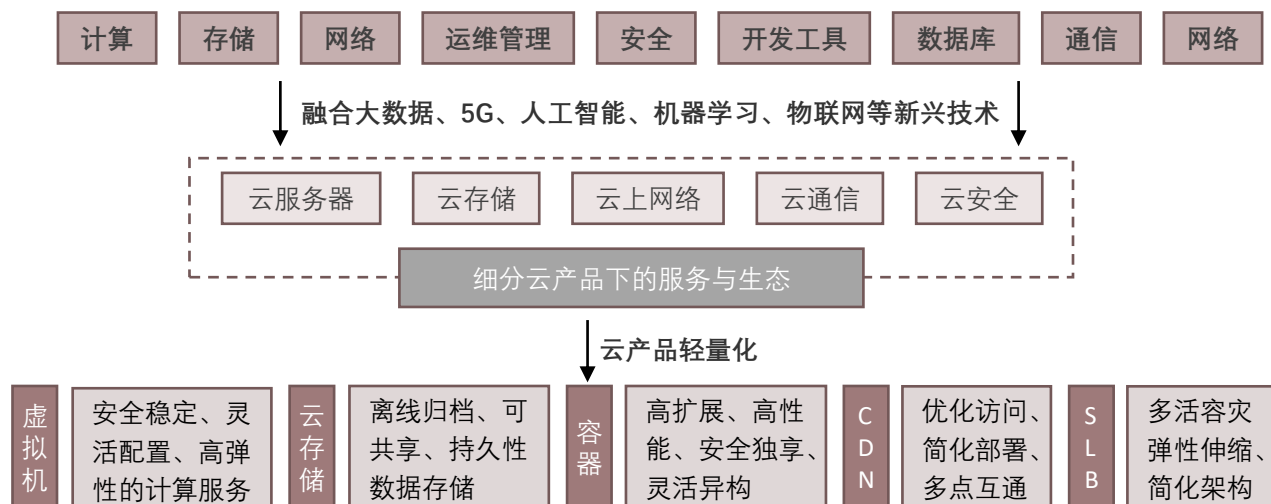 计算 存储 网络 运维管理 安全 开发工具 数据库 通信 网络
融合大数据、5G、人工智能、机器学习、物联网等新兴技术
云服务器 云存储 云上网络 云通信 云安全
细分云产品下的服务与生态
云产品轻量化
虚拟机
安全稳定、灵
活配置、高弹
性的计算服务
云存储
离线归档、可
共享、持久性
数据存储
容器
高扩展、高性
能、安全独享、
灵活异构
CDN
优化访问、
简化部署、
多点互通
SLB
多活容灾
弹性伸缩、
简化架构